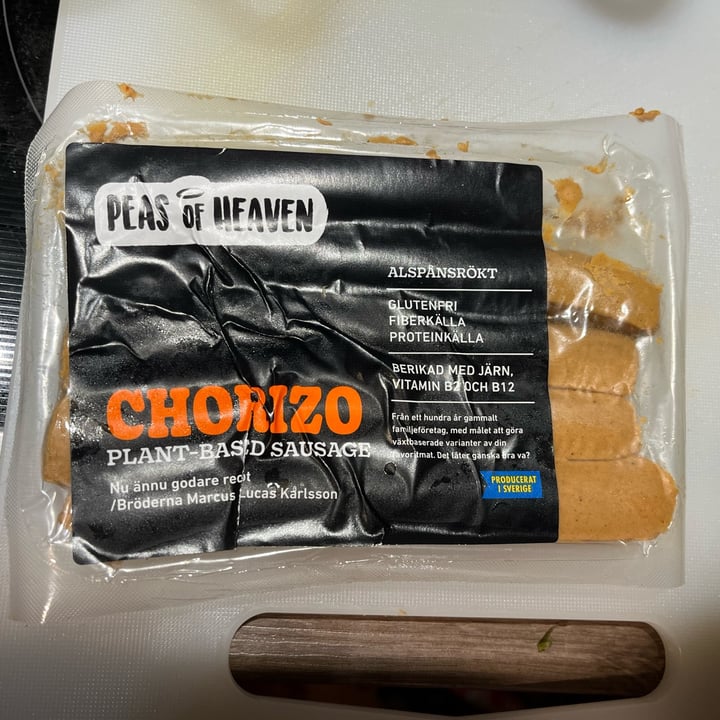 PEAS OF HEAVEN
ALSPÅNSRÖKT
GLUTENFRI
FIBERKÄLLA
PROTEINKÄLLA
BERIKAD MED JÄRN,
VITAMIN B2 OCH B12
CHORIZO
PLANT-BASED SAUSAGE
Nu ännu godare rept
/Bröderna Marcus Lucas Karlsson
Från ett hundra år gammalt
familjeföretag, med målet att göra
växtbaserade varianter av din
favoritmat. Det låter ganska bra va?
PRODUCERAT
I SVERIGE